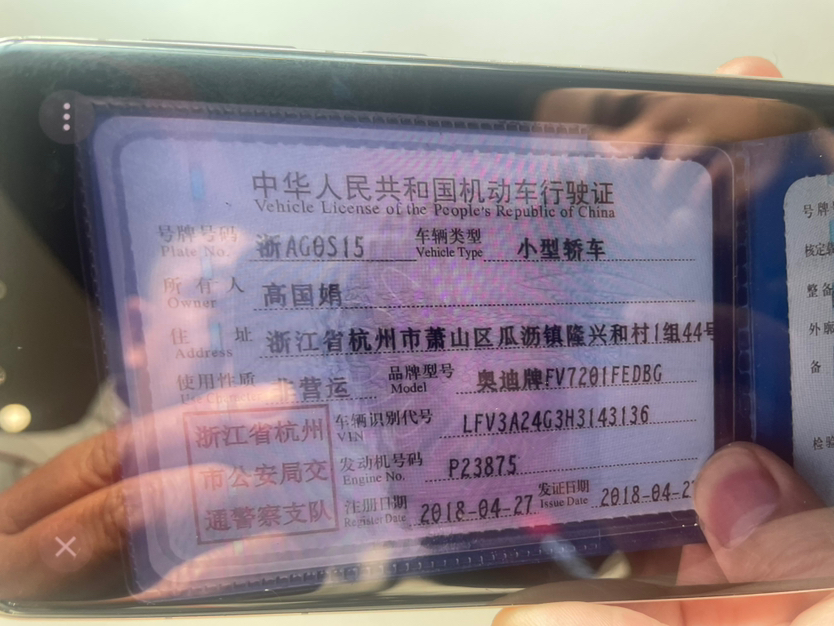 中华人民共和国机动车行驶证
Vehicle License of the People's Republic of China
号牌号码 浙AG0S15 车辆类型 小型轿车
Plate No. Vehicle Type
所有人 高国娟
Owner
住址 浙江省杭州市萧山区瓜沥镇隆兴和村1组44号
Address
使用性质 非营运 品牌型号 奥迪牌FV7201FEDBG
Use Character Model
浙江省杭州
市公安局交
通警察支队
车辆识别代号 LFV3A24G3H3143136
VIN
发动机号码 P23875
Engine No.
注册日期 2018-04-27 发证日期 2018-04-27
Register Date Issue Date
号牌号
核定载
整备
外廓
备
检验